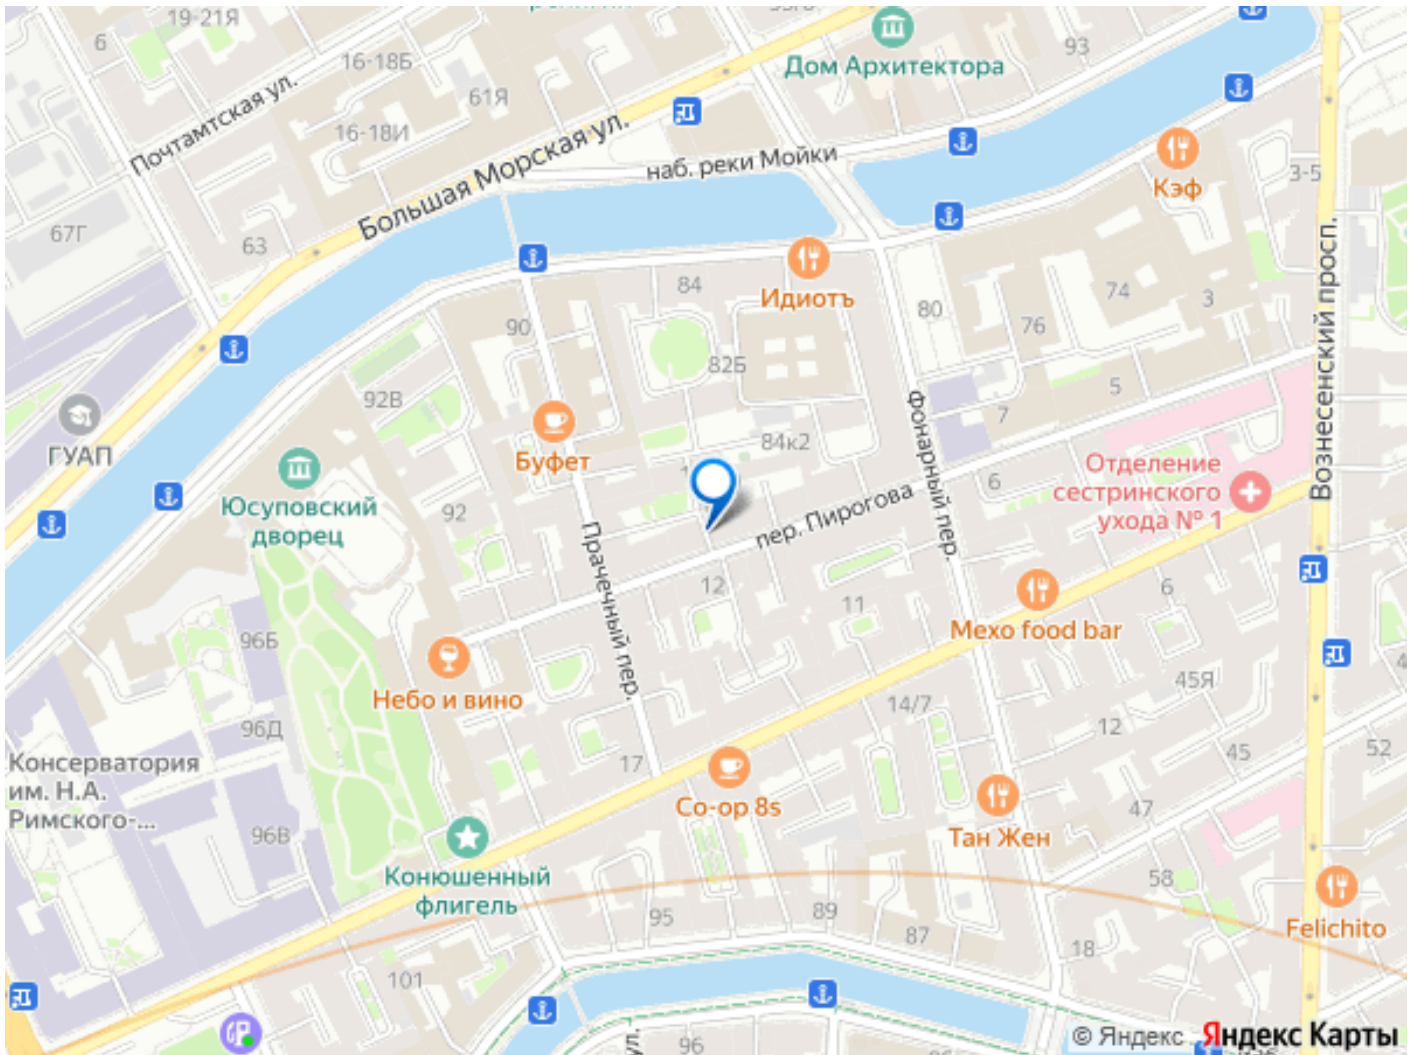 19-21Я
6
16-18Б
61Я
Почтамтская ул.
16-18И
Большая Морская ул.
Дом Архитектора
93
наб. реки Мойки
Кэф
3-5
67Г
63
84
Идиотъ
80
74
3
76
90
82Б
Вознесенский просп.
92В
5
7
ГУАП
Буфет
84к2
Фонарный пер.
Отделение
сестринского
ухода № 1
6
Юсуповский
дворец
92
пер. Пирогова
Прачечный пер.
12
11
6
Mexo food bar
96Б
Небо и вино
45Я
96Д
14/7
12
45
52
Консерватория
им. Н.А.
Римского-...
17
Co-op 8s
47
96В
Тан Жен
Конюшенный
флигель
58
95
89
87
Felichito
18
101
96
ул.
© Яндекс
Яндекс Карты